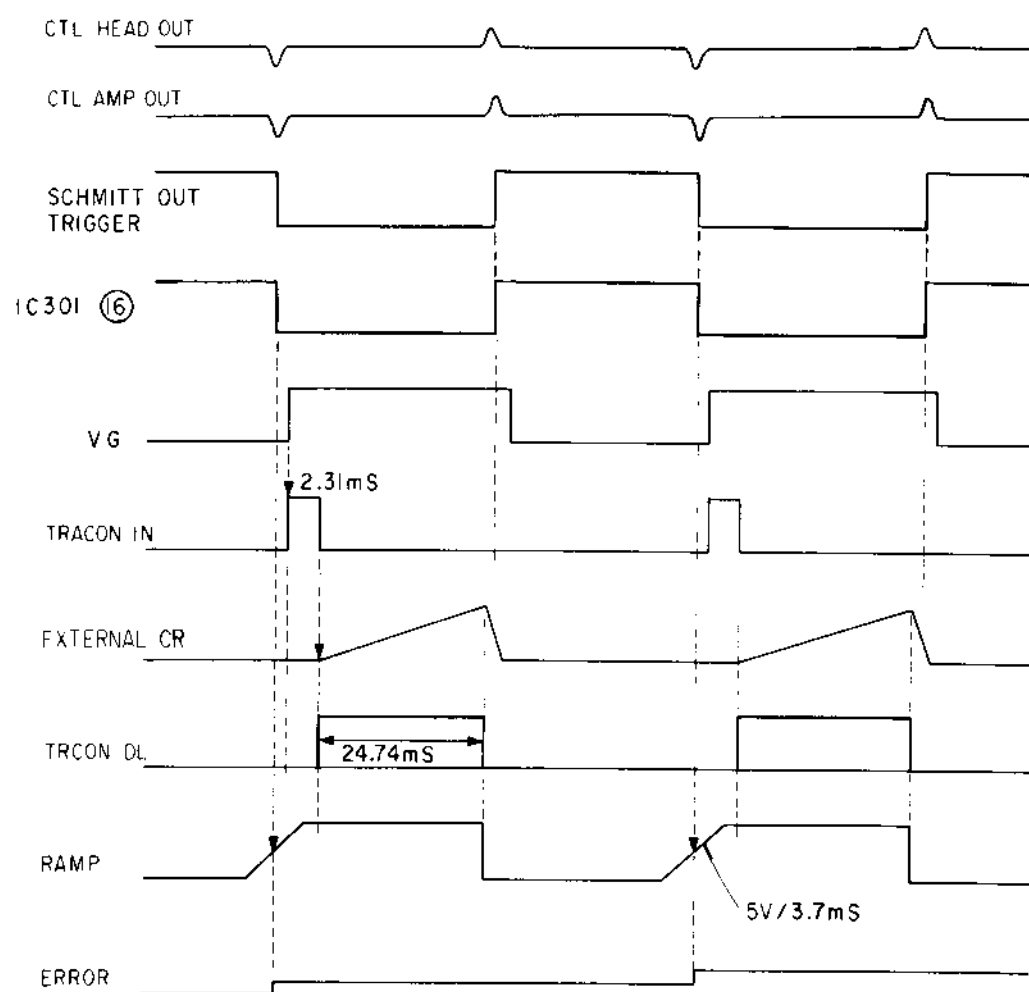 CTL HEAD OUT
CTL AMP OUT
SCHMITT OUT
TRIGGER
IC301 16
VG
2.31mS
TRACON IN
EXTERNAL CR
TRCON DL
24.74mS
RAMP
5V/3.7mS
ERROR